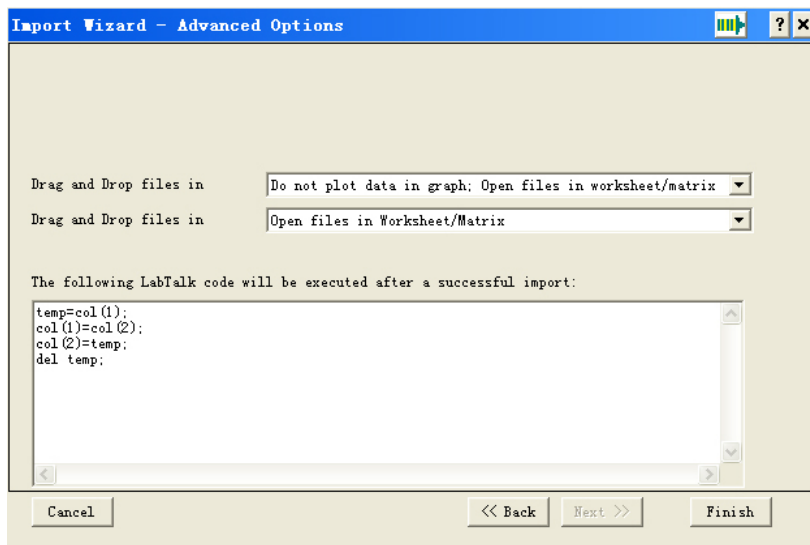 Import Wizard - Advanced Options
Drag and Drop files in
Do not plot data in graph; Open files in worksheet/matrix
Drag and Drop files in
Open files in Worksheet/Matrix
The following LabTalk code will be executed after a successful import:
temp=col(1);
col(1)=col(2);
col(2)=temp;
del temp;
Cancel
<< Back
Next >>
Finish